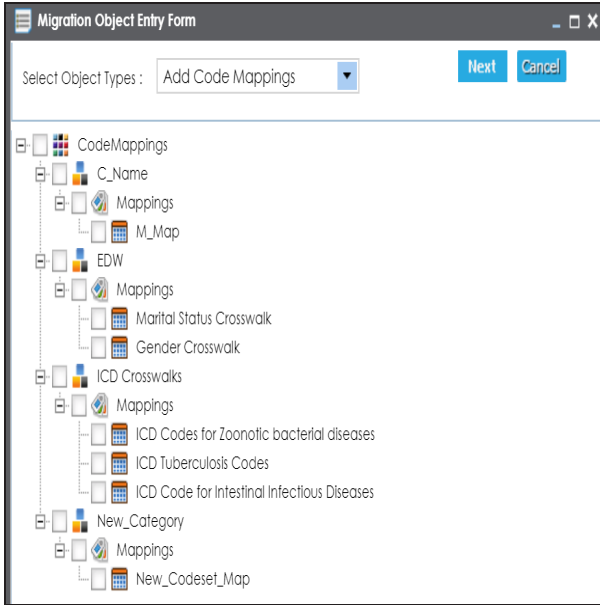 Migration Object Entry Form
Select Object Types : Add Code Mappings Next Cancel
CodeMappings
C_Name
Mappings
M_Map
EDW
Mappings
Marital Status Crosswalk
Gender Crosswalk
ICD Crosswalks
Mappings
ICD Codes for Zoonotic bacterial diseases
ICD Tuberculosis Codes
ICD Code for Intestinal Infectious Diseases
New_Category
Mappings
New_Codeset_Map